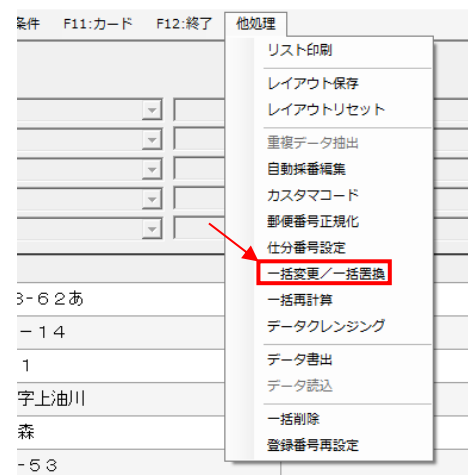 条件 F11:カード F12:終了 他処理
リスト印刷
レイアウト保存
レイアウトリセット
重複データ抽出
自動採番編集
カスタマコード
郵便番号正規化
仕分番号設定
一括変更／一括置換
一括再計算
データクレンジング
データ書出
データ読込
一括削除
登録番号再設定
３-６２あ
－１４
１
字上油川
森
-５３